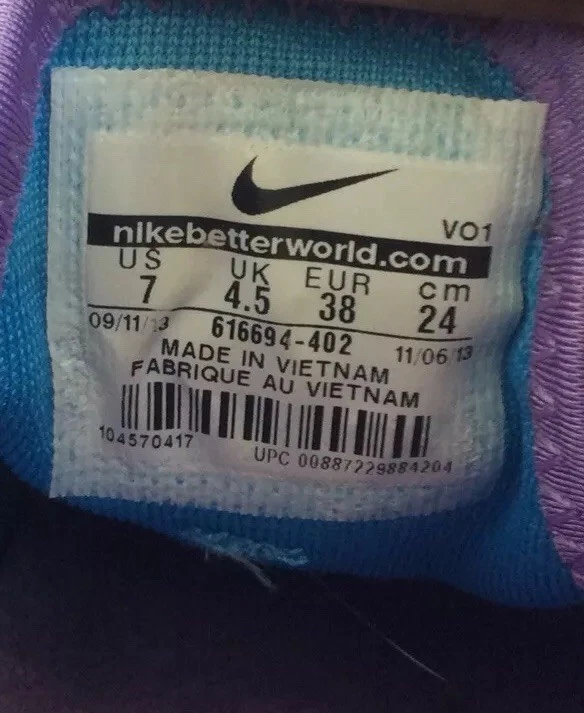 VO1
nikebetterworld.com
US UK EUR cm
7 4.5 38 24
09/11/13 616694-402 11/06/13
MADE IN VIETNAM
FABRIQUE AU VIETNAM
104570417
UPC 00887229884204